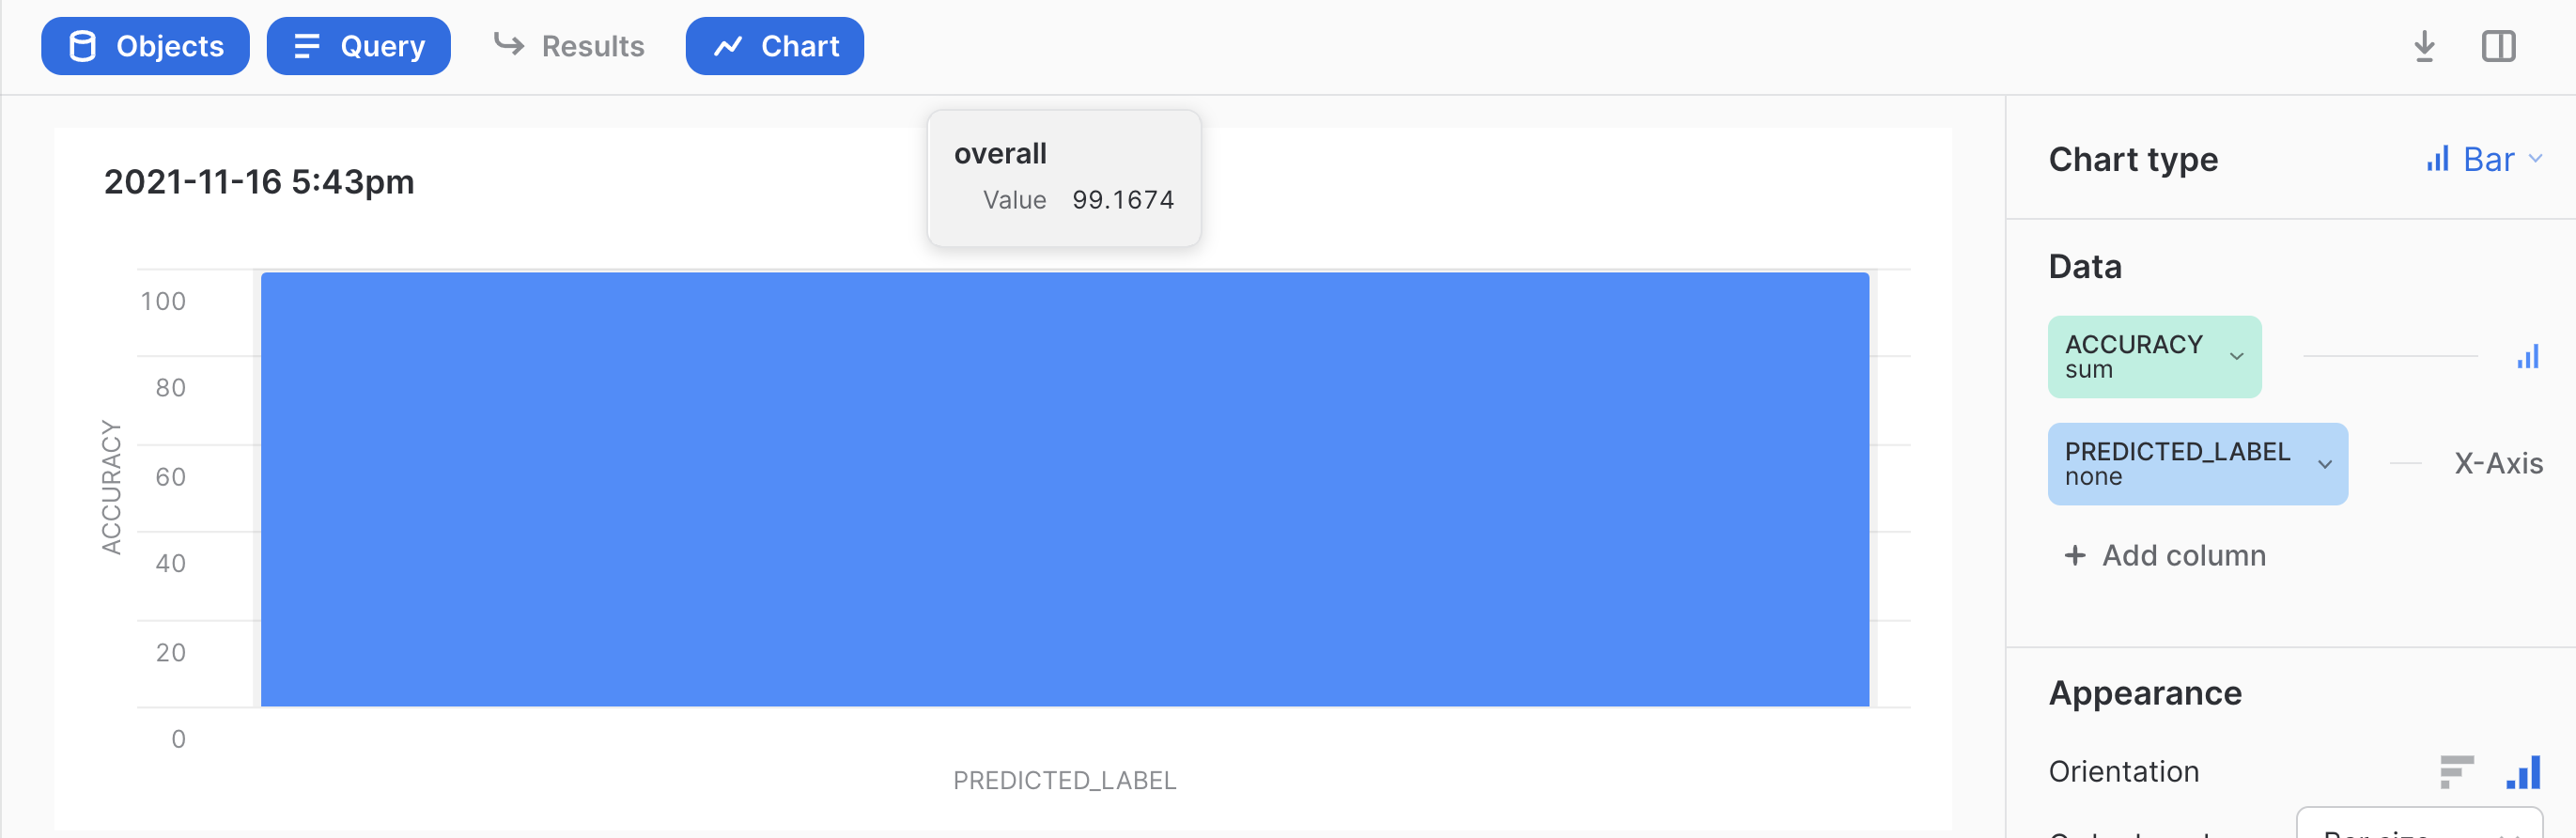 Objects
Query
Results
Chart
overall
Value 99.1674
2021-11-16 5:43pm
100
80
60
40
20
0
ACCURACY
PREDICTED_LABEL
Chart type
Bar
Data
ACCURACY
sum
PREDICTED_LABEL
none
X-Axis
+ Add column
Appearance
Orientation